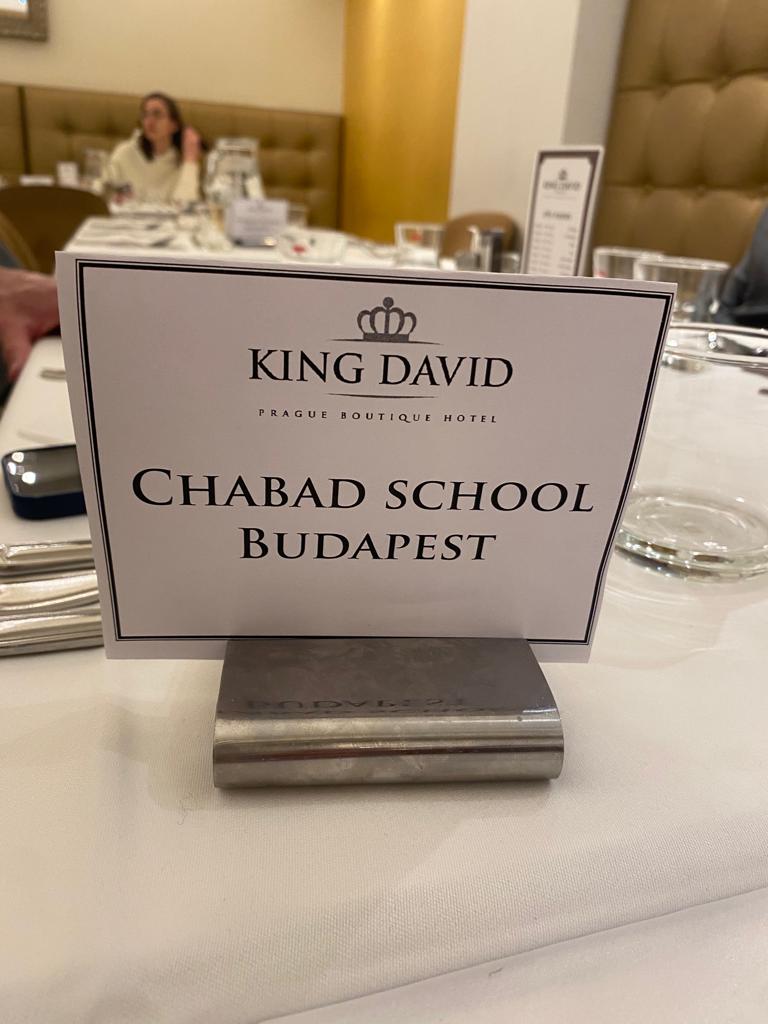 KING DAVID
PRAGUE BOUTIQUE HOTEL
CHABAD SCHOOL
BUDAPEST